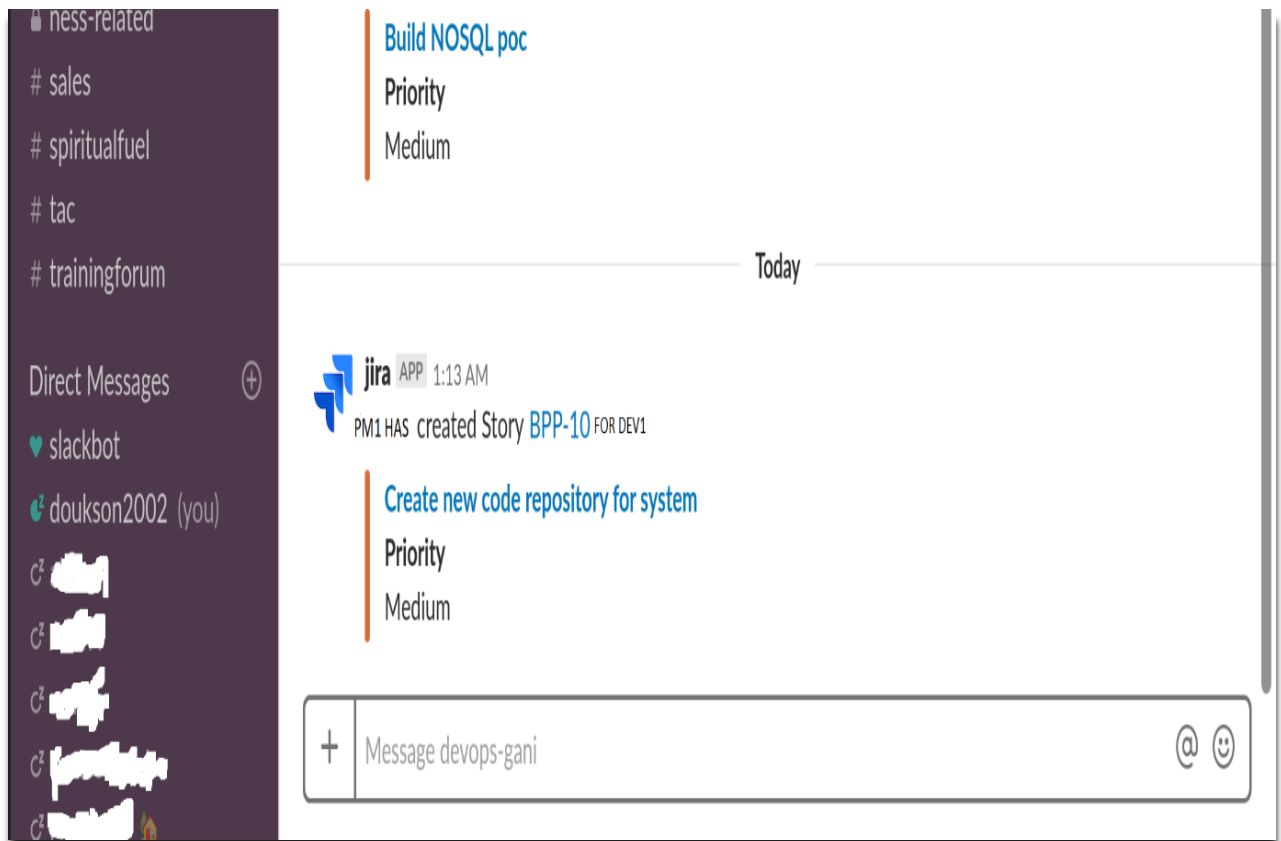 ness-related
# sales
# spiritualfuel
# tac
# trainingforum
Direct Messages
slackbot
doukson2002 (you)
Build NOSQL poc
Priority
Medium
Today
jira APP 1:13 AM
PM1 HAS created Story BPP-10 FOR DEV1
Create new code repository for system
Priority
Medium
+ Message devops-gani @